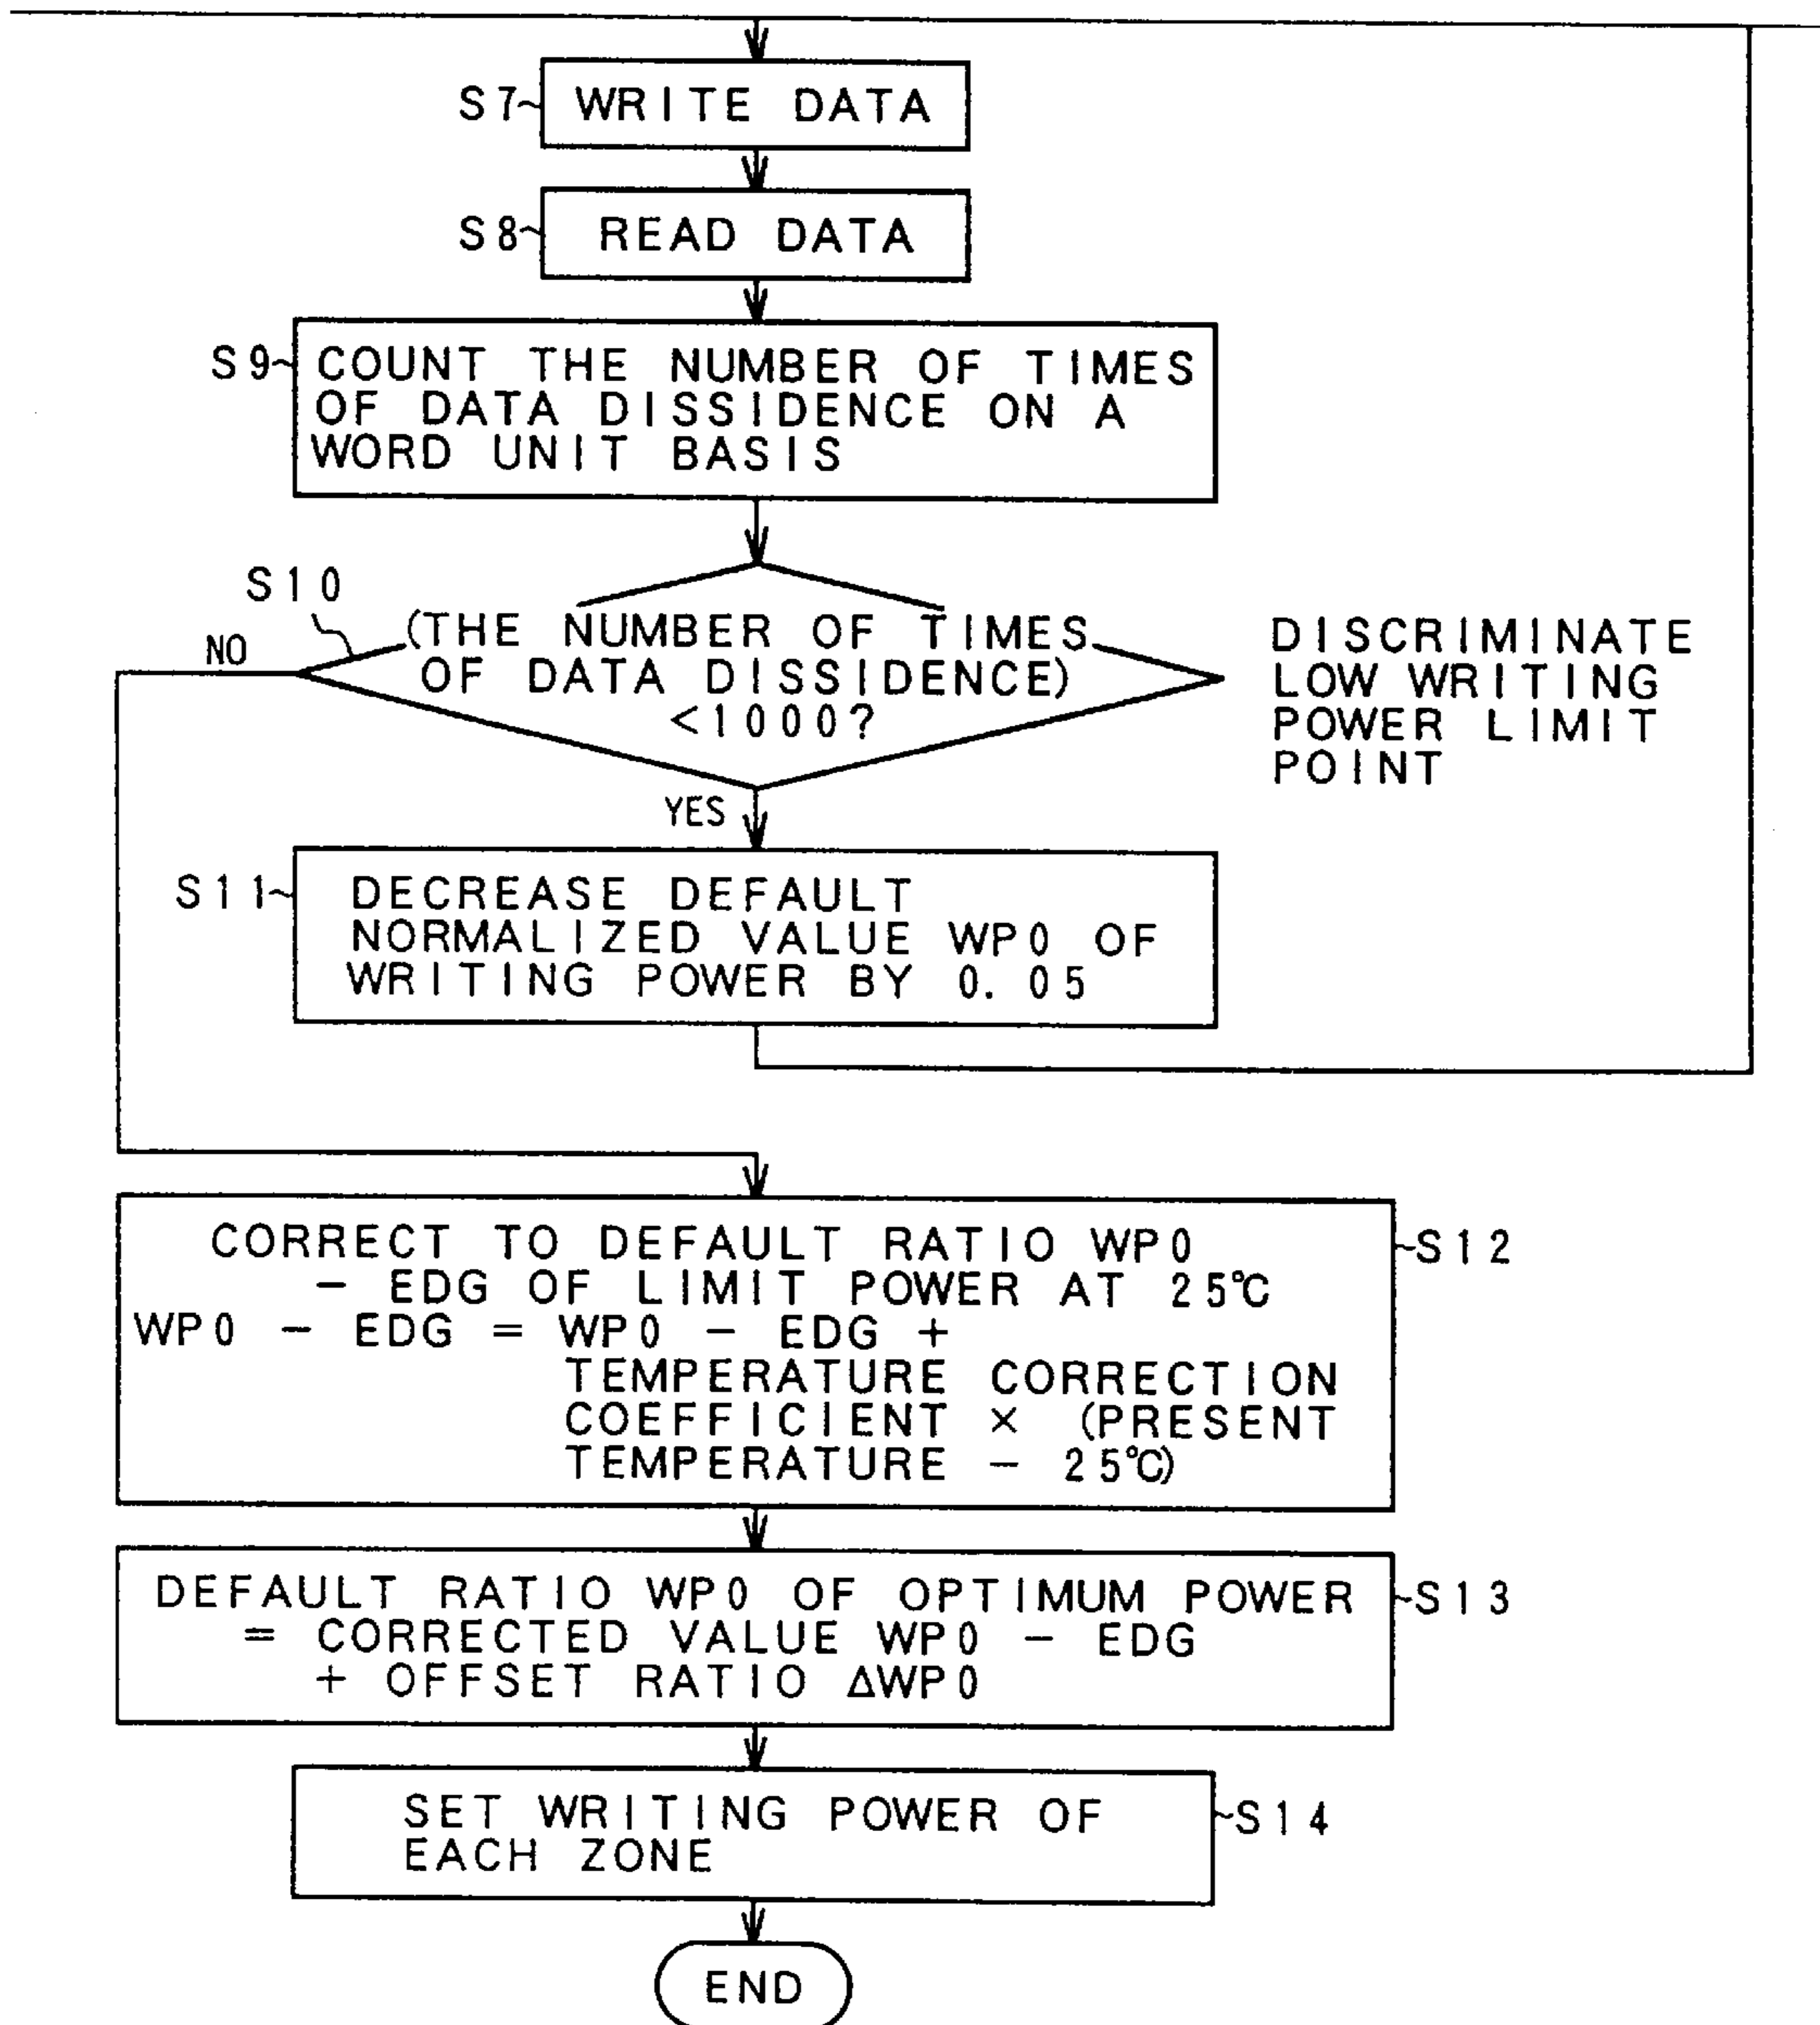 S7
WRITE DATA
S8
READ DATA
S9
COUNT THE NUMBER OF TIMES
OF DATA DISSIDENCE ON A
WORD UNIT BASIS
S10
NO
(THE NUMBER OF TIMES
OF DATA DISSIDENCE)
<1000?
DISCRIMINATE
LOW WRITING
POWER LIMIT
POINT
YES
S11
DECREASE DEFAULT
NORMALIZED VALUE WP0 OF
WRITING POWER BY 0.05
CORRECT TO DEFAULT RATIO WP0
- EDG OF LIMIT POWER AT 25℃
WP0 - EDG = WP0 - EDG +
TEMPERATURE CORRECTION
COEFFICIENT × (PRESENT
TEMPERATURE - 25℃)
S12
DEFAULT RATIO WP0 OF OPTIMUM POWER
= CORRECTED VALUE WP0 - EDG
+ OFFSET RATIO ΔWP0
S13
SET WRITING POWER OF
EACH ZONE
S14
END